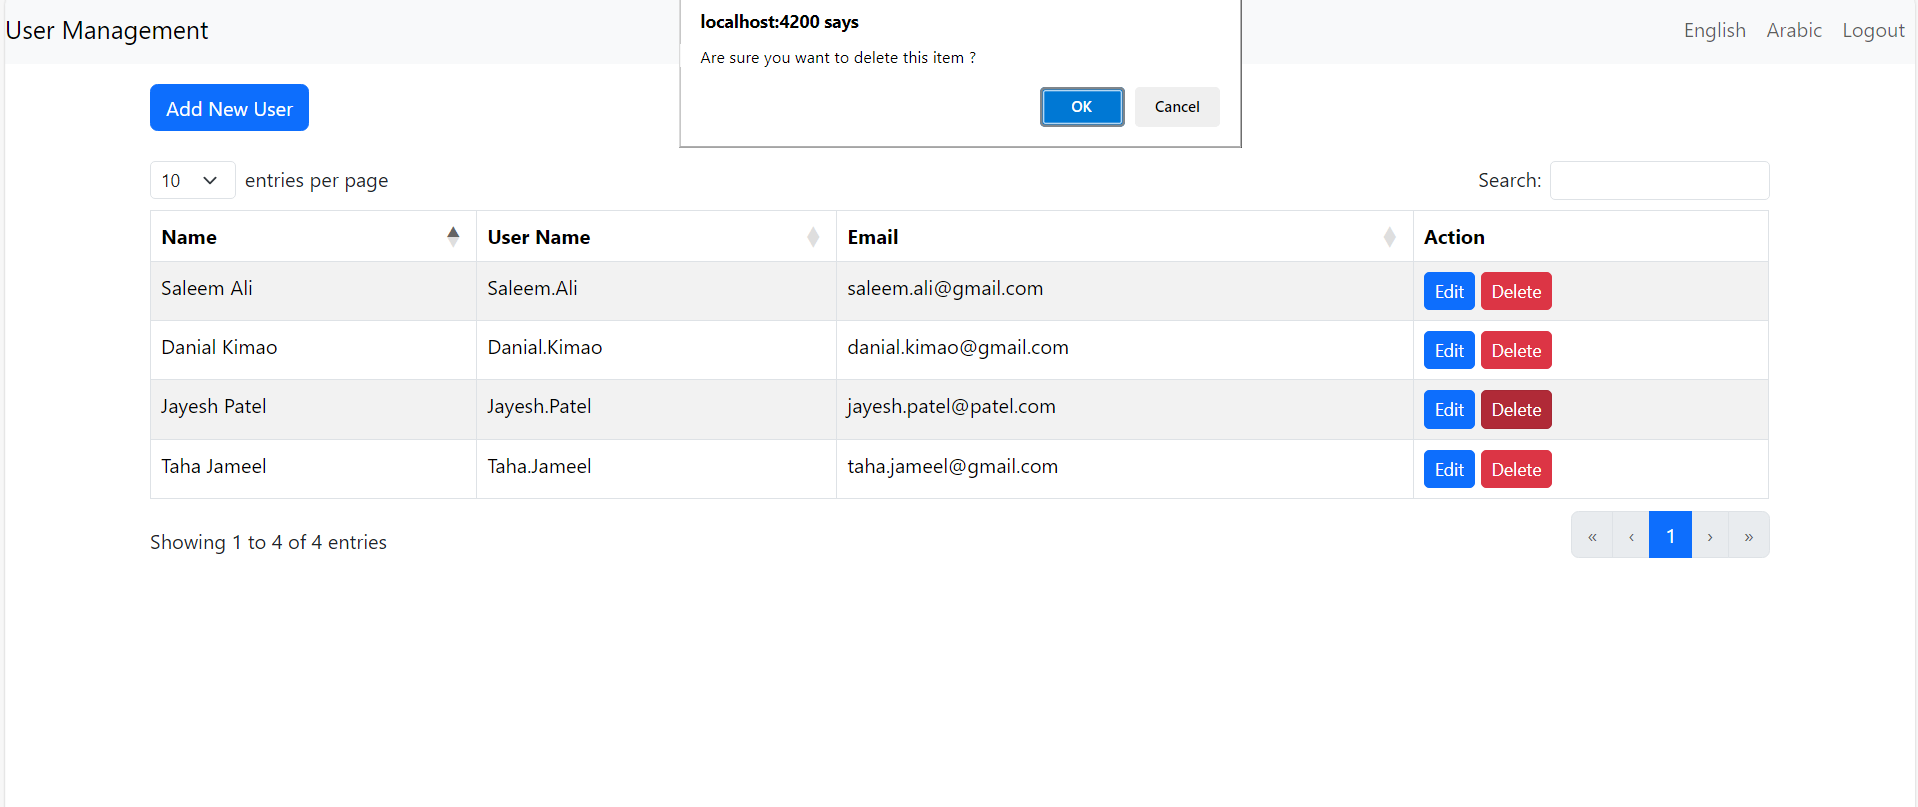 User Management
English Arabic Logout
localhost:4200 says
Are sure you want to delete this item ?
OK Cancel
Add New User
10 entries per page
Search:
Name User Name Email Action
Saleem Ali Saleem.Ali saleem.ali@gmail.com Edit Delete
Danial Kimao Danial.Kimao danial.kimao@gmail.com Edit Delete
Jayesh Patel Jayesh.Patel jayesh.patel@patel.com Edit Delete
Taha Jameel Taha.Jameel taha.jameel@gmail.com Edit Delete
Showing 1 to 4 of 4 entries
« ‹ 1 › »